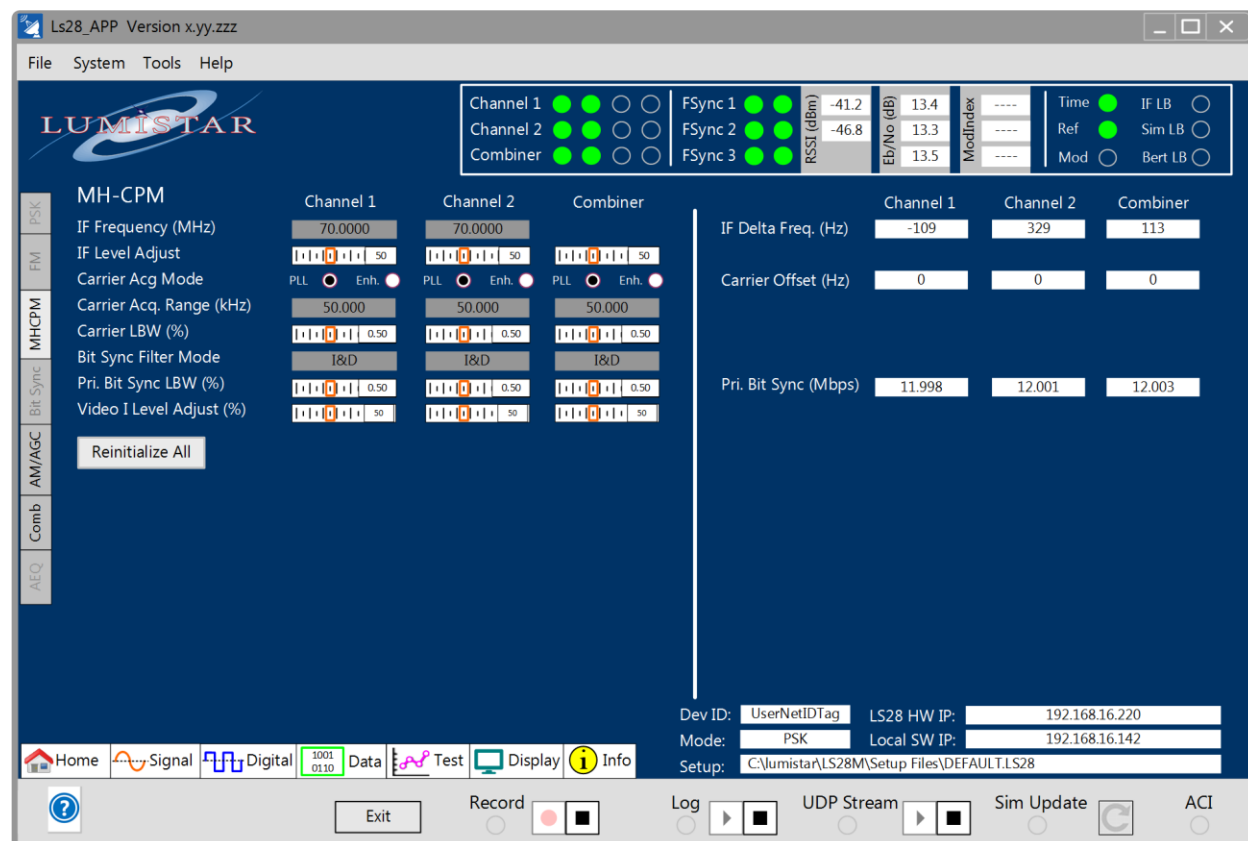 Ls28_APP Version x.yy.zzz
File System Tools Help
LUMISTAR
Channel 1 FSync 1 -41.2 13.4 ---- Time IF LB
Channel 2 FSync 2 -46.8 13.3 ---- Ref Sim LB
Combiner FSync 3 13.5 ---- Mod Bert LB
RSSI (dBm)
Eb/No (dB)
ModIndex
PSK
FM
MHCPM
Bit Sync
AM/AGC
Comb
AEQ
MH-CPM
Channel 1 Channel 2 Combiner
IF Frequency (MHz) 70.0000 70.0000
IF Level Adjust 50 50 50
Carrier Acg Mode PLL Enh. PLL Enh. PLL Enh.
Carrier Acq. Range (kHz) 50.000 50.000 50.000
Carrier LBW (%) 0.50 0.50 0.50
Bit Sync Filter Mode I&D I&D I&D
Pri. Bit Sync LBW (%) 0.50 0.50 0.50
Video I Level Adjust (%) 50 50 50
Reinitialize All
Channel 1 Channel 2 Combiner
IF Delta Freq. (Hz) -109 329 113
Carrier Offset (Hz) 0 0 0
Pri. Bit Sync (Mbps) 11.998 12.001 12.003
Dev ID: UserNetIDTag LS28 HW IP: 192.168.16.220
Mode: PSK Local SW IP: 192.168.16.142
Setup: C:\lumistar\LS28M\Setup Files\DEFAULT.LS28
Home Signal Digital 1001 0110 Data Test Display i Info
? Exit Record Log UDP Stream Sim Update ACI